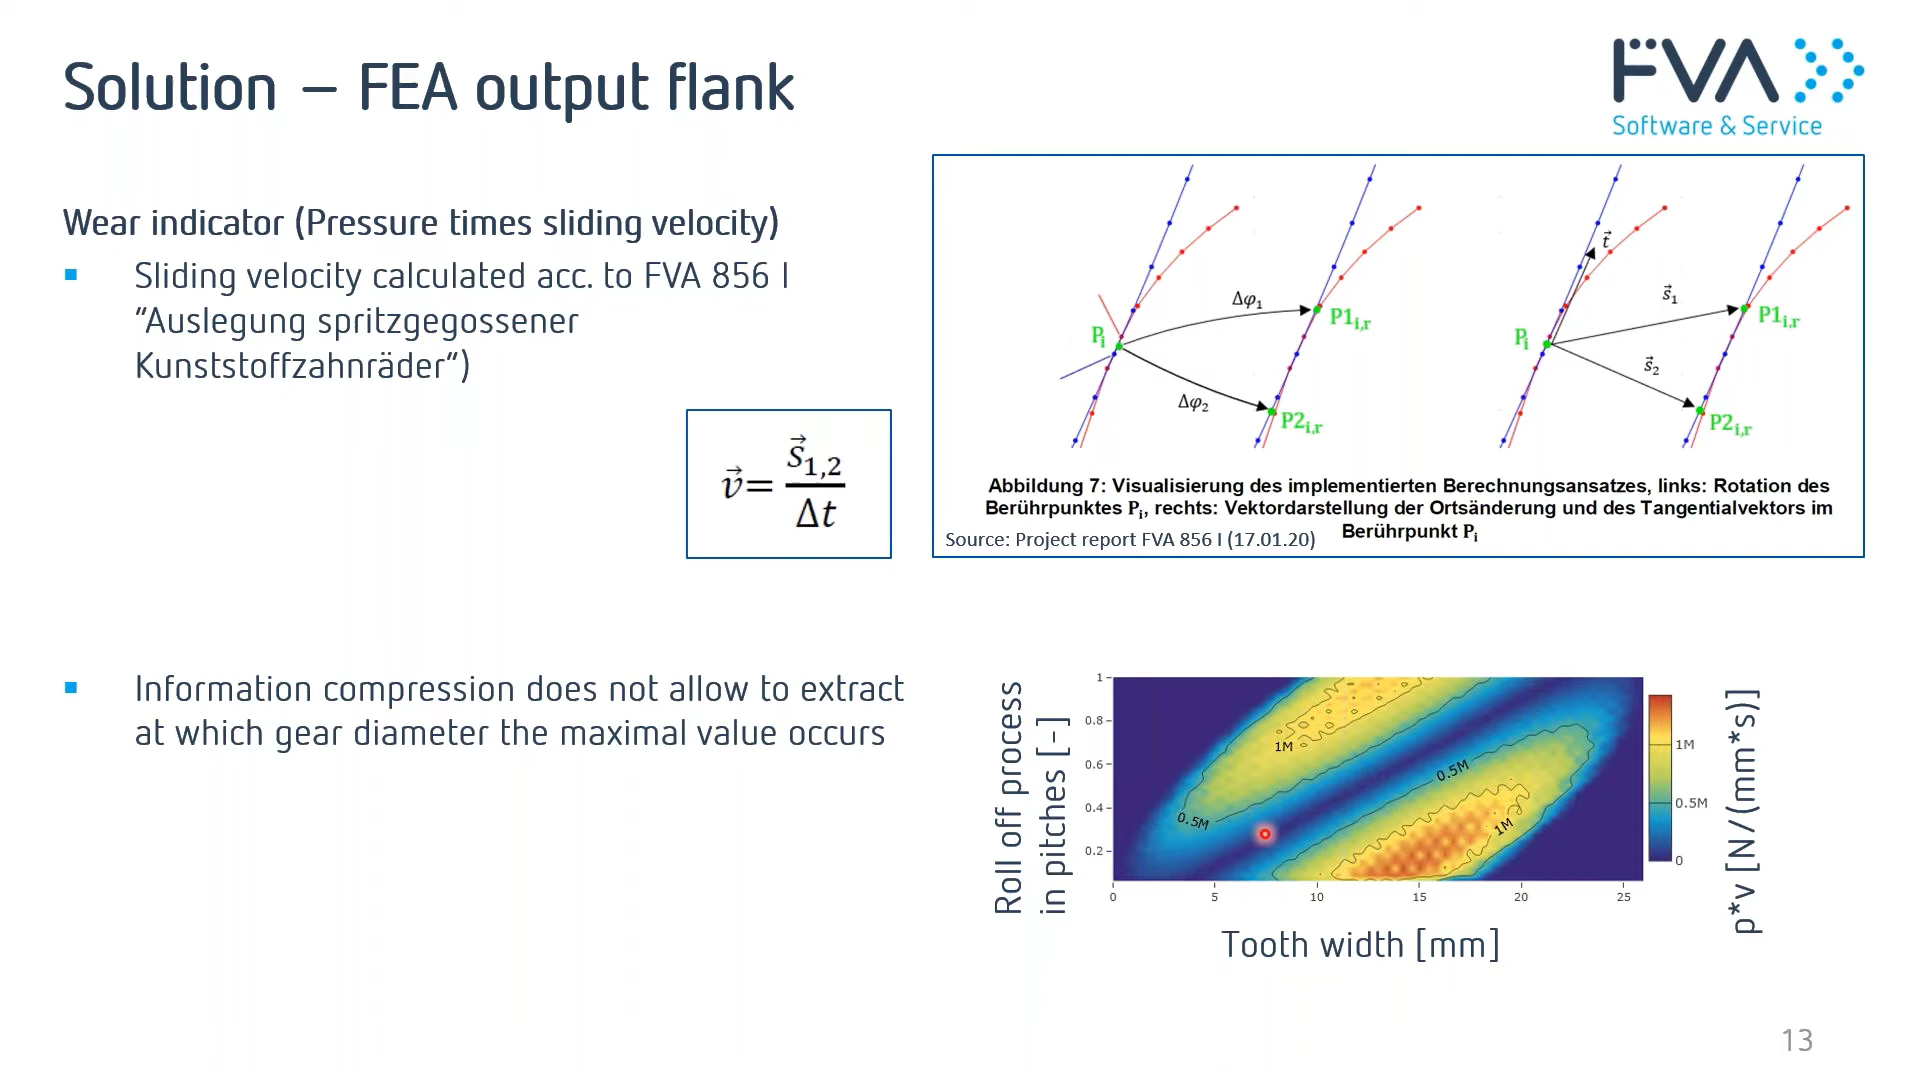 Solution – FEA output flank
FVA
Software & Service
Wear indicator (Pressure times sliding velocity)
Sliding velocity calculated acc. to FVA 856 I
“Auslegung spritzgegossener
Kunststoffzahnräder”)
v⃗= s⃗1,2 / Δt
Pi
Δφ1
Δφ2
P1i,r
P2i,r
t⃗
Pi
s⃗1
s⃗2
P1i,r
P2i,r
Abbildung 7: Visualisierung des implementierten Berechnungsansatzes, links: Rotation des
Berührpunktes Pi, rechts: Vektordarstellung der Ortsänderung und des Tangentialvektors im
Berührpunkt Pi
Source: Project report FVA 856 I (17.01.20)
Information compression does not allow to extract
at which gear diameter the maximal value occurs
Roll off process
in pitches [-]
1
0.8
0.6
0.4
0.2
0 5 10 15 20 25
1M
0.5M
0.5M
1M
Tooth width [mm]
1M
0.5M
0
p*v [N/(mm*s)]
13